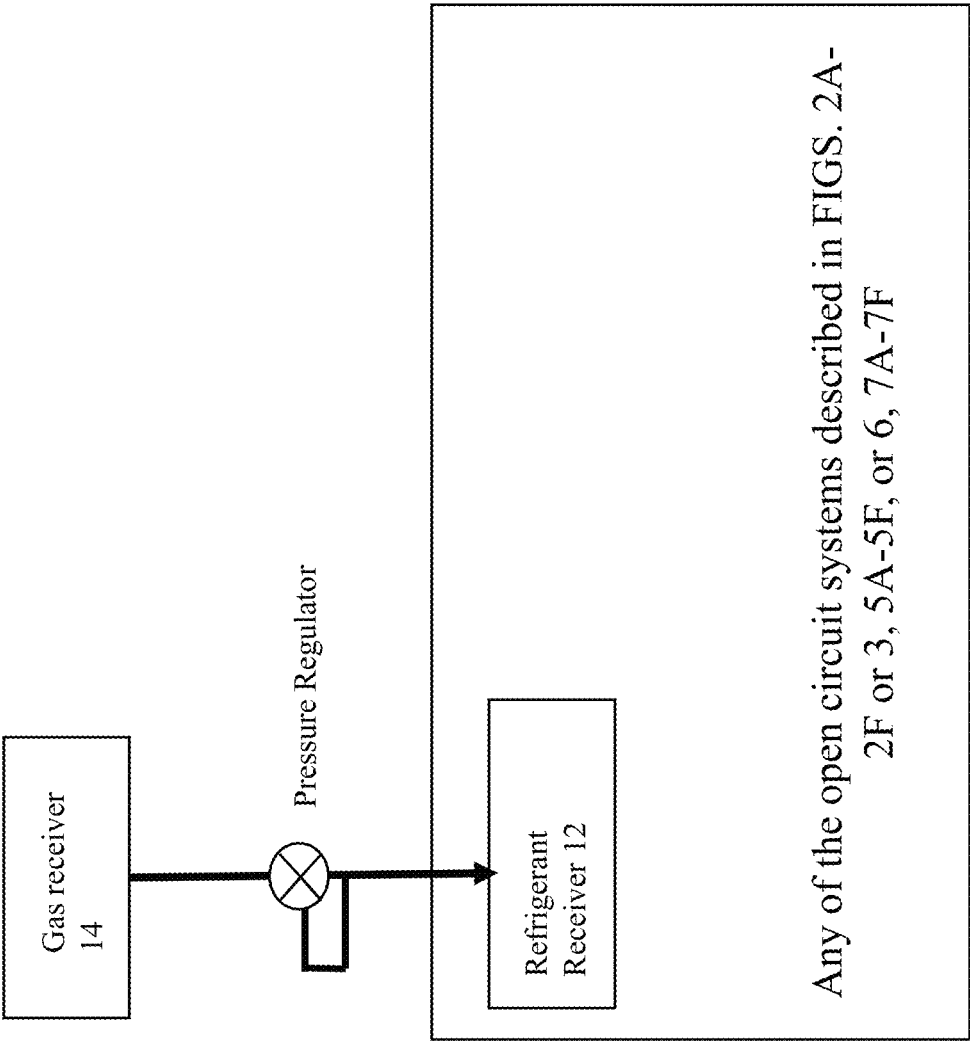 Gas receiver
14
Pressure Regulator
Refrigerant
Receiver 12
Any of the open circuit systems described in FIGS. 2A-
2F or 3, 5A-5F, or 6, 7A-7F